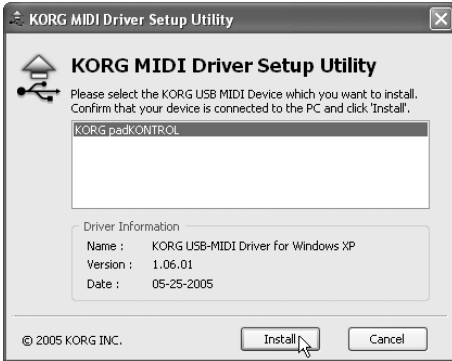 KORG MIDI Driver Setup Utility
KORG MIDI Driver Setup Utility
Please select the KORG USB MIDI Device which you want to install.
Confirm that your device is connected to the PC and click 'Install'.
KORG padKONTROL
Driver Information
Name : KORG USB-MIDI Driver for Windows XP
Version : 1.06.01
Date : 05-25-2005
© 2005 KORG INC. Install Cancel